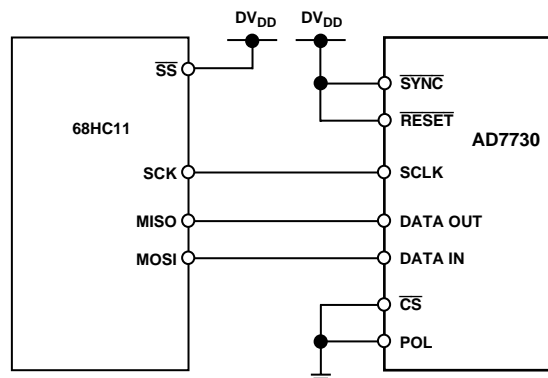 DVDD DVDD
SS
SYNC
68HC11
RESET
AD7730
SCK SCLK
MISO DATA OUT
MOSI DATA IN
CS
POL